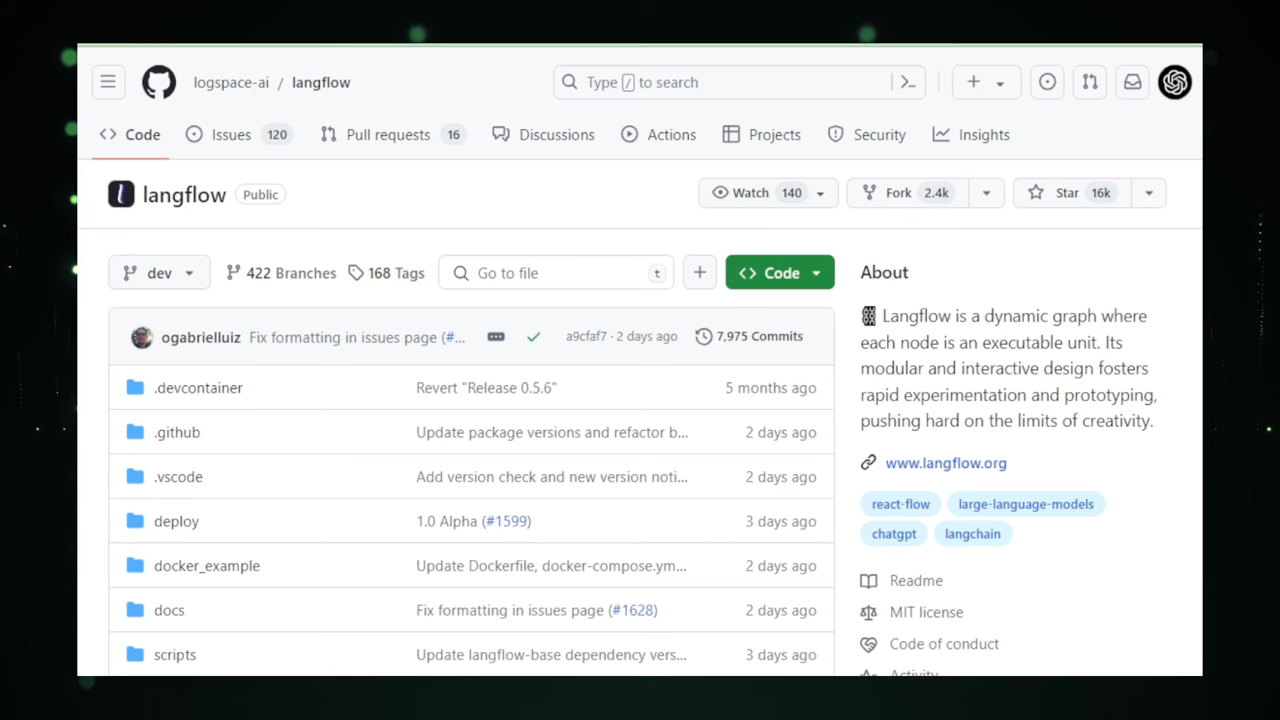 logspace-ai / langflow
Type / to search
Code
Issues 120
Pull requests 16
Discussions
Actions
Projects
Security
Insights
langflow Public
Watch 140
Fork 2.4k
Star 16k
dev
422 Branches
168 Tags
Go to file t
Code
ogabrielluiz Fix formatting in issues page (#... a9cfaf7 · 2 days ago 7,975 Commits
.devcontainer Revert "Release 0.5.6" 5 months ago
.github Update package versions and refactor b... 2 days ago
.vscode Add version check and new version noti... 2 days ago
deploy 1.0 Alpha (#1599) 3 days ago
docker_example Update Dockerfile, docker-compose.ym... 2 days ago
docs Fix formatting in issues page (#1628) 2 days ago
scripts Update langflow-base dependency vers... 3 days ago
About
⛓️ Langflow is a dynamic graph where
each node is an executable unit. Its
modular and interactive design fosters
rapid experimentation and prototyping,
pushing hard on the limits of creativity.
www.langflow.org
react-flow large-language-models
chatgpt langchain
Readme
MIT license
Code of conduct
Activity